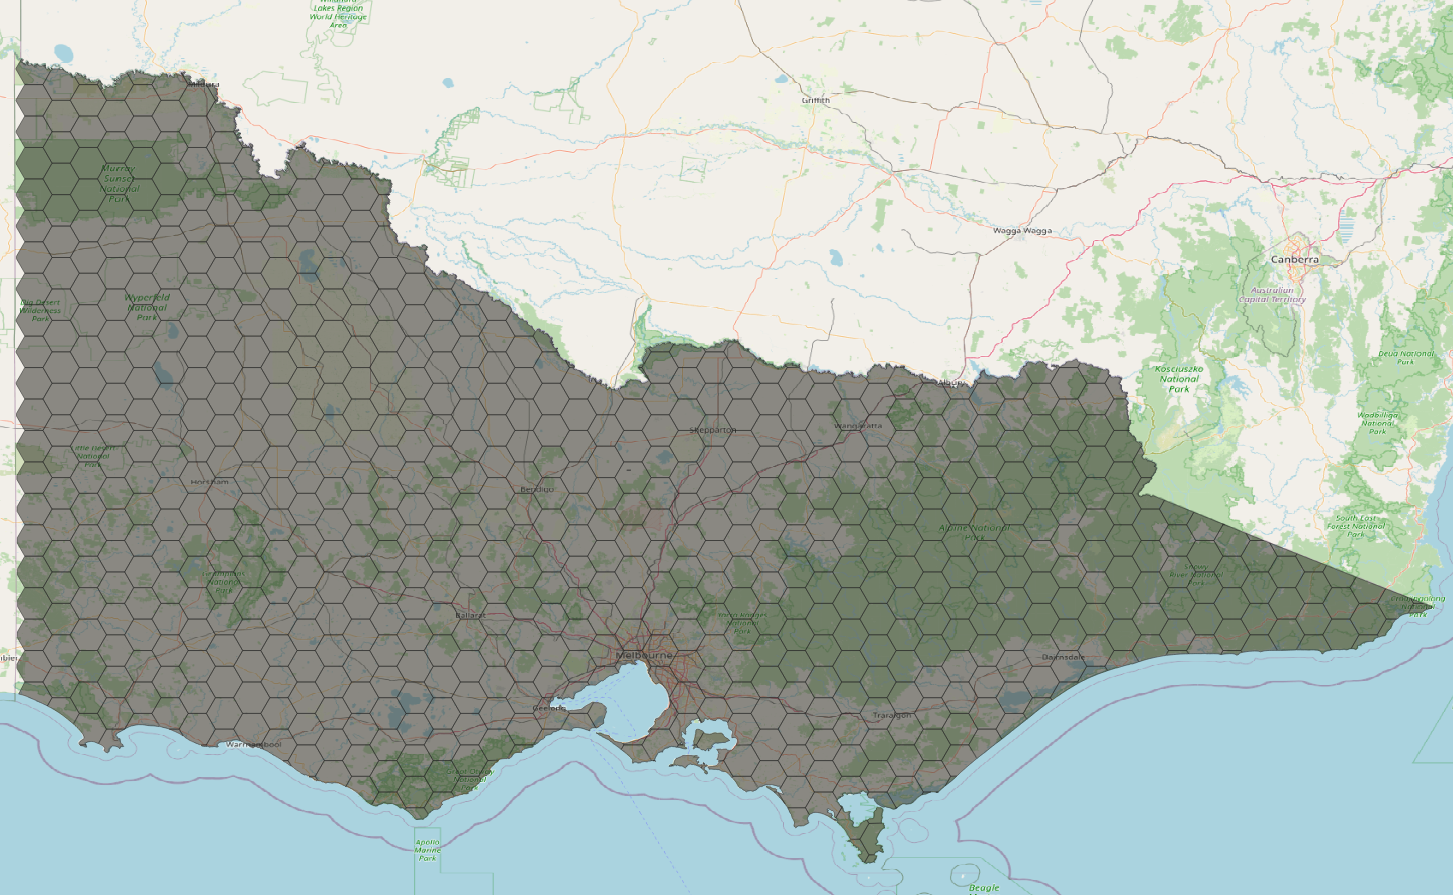 Lakes Region
World Heritage
Area
Mildura
Griffith
Murray
Sunset
National
Park
Wagga Wagga
Canberra
Australian
Capital Territory
Big Desert
Wilderness
Park
Wyperfeld
National
Park
Deua National
Park
Kosciuszko
National
Park
Albury
Wadbilliga
National
Park
Shepparton
Wangaratta
Little Desert
National
Park
Horsham
Bendigo
South East
Forest National
Park
Alpine National
Park
Grampians
National
Park
Snowy
River National
Park
Croajingolong
National
Park
Ballarat
Yarra Ranges
National
Park
Melbourne
Bairnsdale
Geelong
Traralgon
Warrnambool
Great Otway
National
Park
Apollo
Marine
Park
Beagle